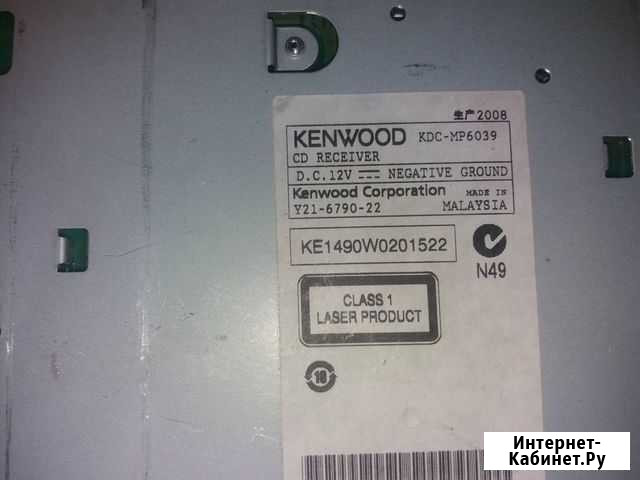 生产2008
KENWOOD KDC-MP6039
CD RECEIVER
D.C.12V NEGATIVE GROUND
Kenwood Corporation MADE IN
Y21-6790-22 MALAYSIA
KE1490W0201522
N49
CLASS 1
LASER PRODUCT
10
Интернет-
Кабинет.Ру